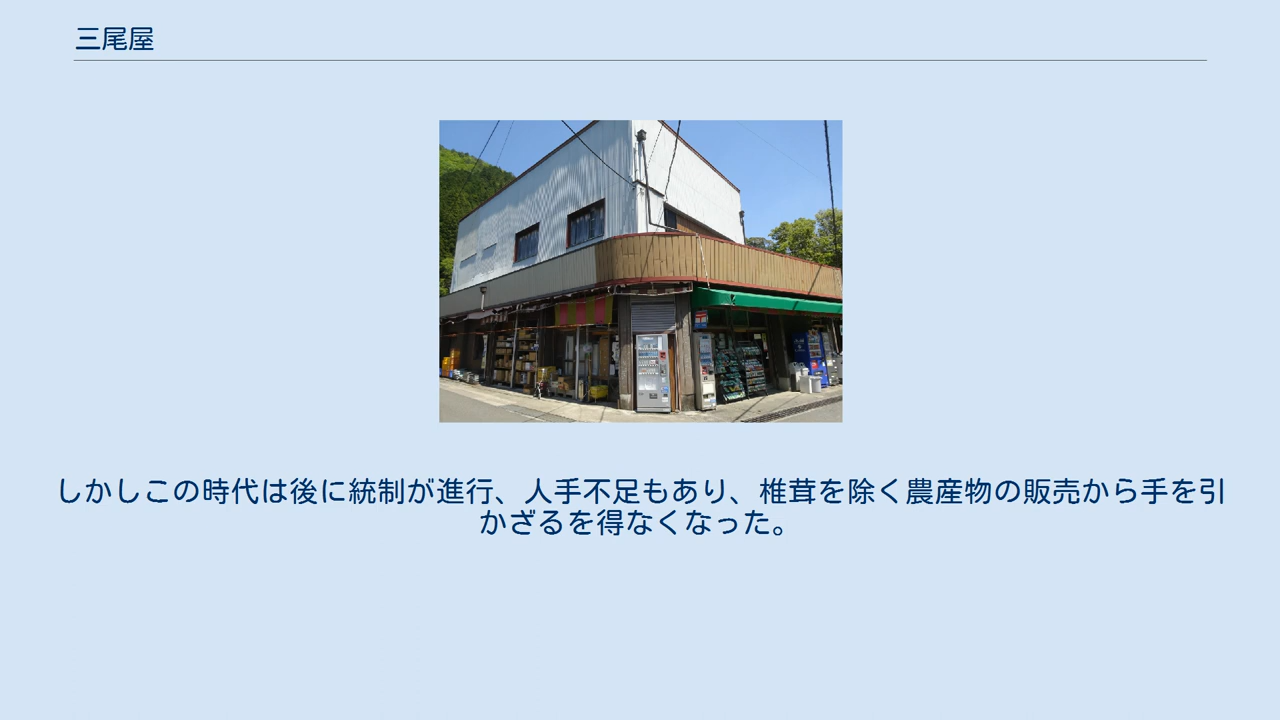 三尾屋
しかしこの時代は後に統制が進行、人手不足もあり、椎茸を除く農産物の販売から手を引
かざるを得なくなった。